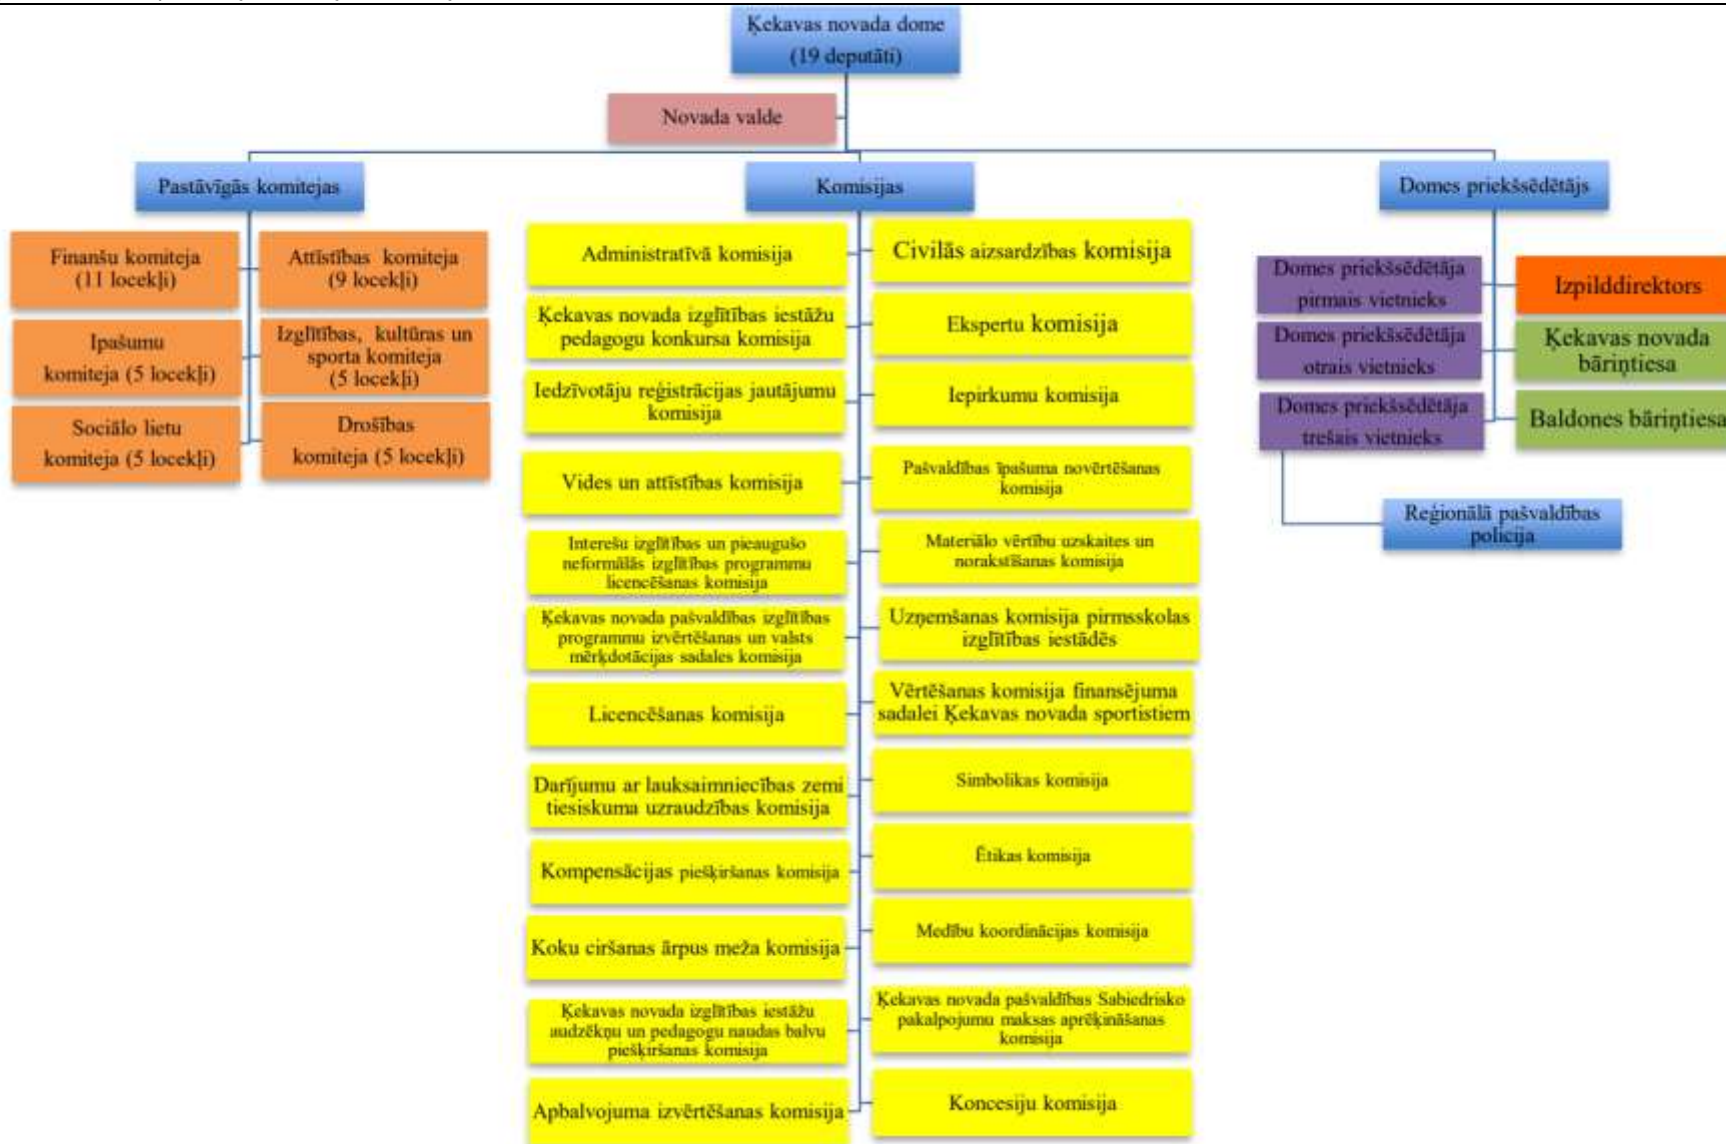 Ķekavas novada dome
(19 deputāti)
Novada valde
Pastāvīgās komitejas
Komisijas
Domes priekšsēdētājs
Finanšu komiteja
(11 locekļi)
Attīstības komiteja
(9 locekļi)
Īpašumu
komiteja (5 locekļi)
Izglītības, kultūras un
sporta komiteja
(5 locekļi)
Sociālo lietu
komiteja (5 locekļi)
Drošības
komiteja (5 locekļi)
Administratīvā komisija
Civilās aizsardzības komisija
Ķekavas novada izglītības iestāžu
pedagogu konkursa komisija
Ekspertu komisija
Iedzīvotāju reģistrācijas jautājumu
komisija
Iepirkumu komisija
Vides un attīstības komisija
Pašvaldības īpašuma novērtēšanas
komisija
Interešu izglītības un pieaugušo
neformālās izglītības programmu
licencēšanas komisija
Materiālo vērtību uzskaites un
norakstīšanas komisija
Ķekavas novada pašvaldības izglītības
programmu izvērtēšanas un valsts
mērķdotācijas sadales komisija
Uzņemšanas komisija pirmsskolas
izglītības iestādēs
Licencēšanas komisija
Vērtēšanas komisija finansējuma
sadalei Ķekavas novada sportistiem
Darījumu ar lauksaimniecības zemi
tiesiskuma uzraudzības komisija
Simbolikas komisija
Kompensācijas piešķiršanas komisija
Ētikas komisija
Koku ciršanas ārpus meža komisija
Medību koordinācijas komisija
Ķekavas novada izglītības iestāžu
audzēkņu un pedagogu naudas balvu
piešķiršanas komisija
Ķekavas novada pašvaldības Sabiedrisko
pakalpojumu maksas aprēķināšanas
komisija
Apbalvojuma izvērtēšanas komisija
Koncesiju komisija
Domes priekšsēdētāja
pirmais vietnieks
Izpilddirektors
Domes priekšsēdētāja
otrais vietnieks
Ķekavas novada
bāriņtiesa
Domes priekšsēdētāja
trešais vietnieks
Baldones bāriņtiesa
Reģionālā pašvaldības
policija